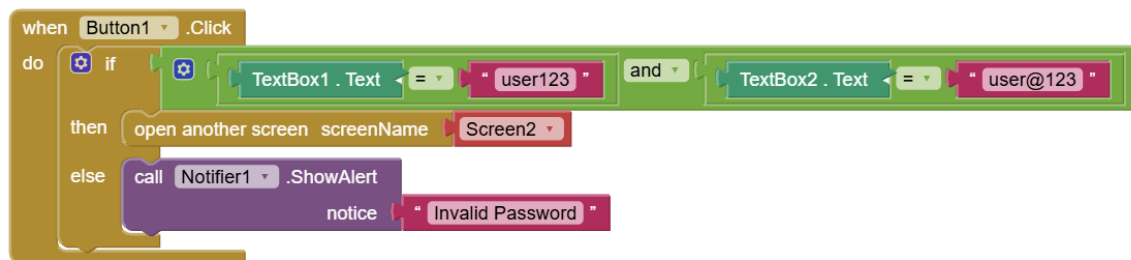 when Button1 .Click
do if TextBox1 . Text = " user123 " and TextBox2 . Text = " user@123 "
then open another screen screenName Screen2
else call Notifier1 .ShowAlert
notice " Invalid Password "